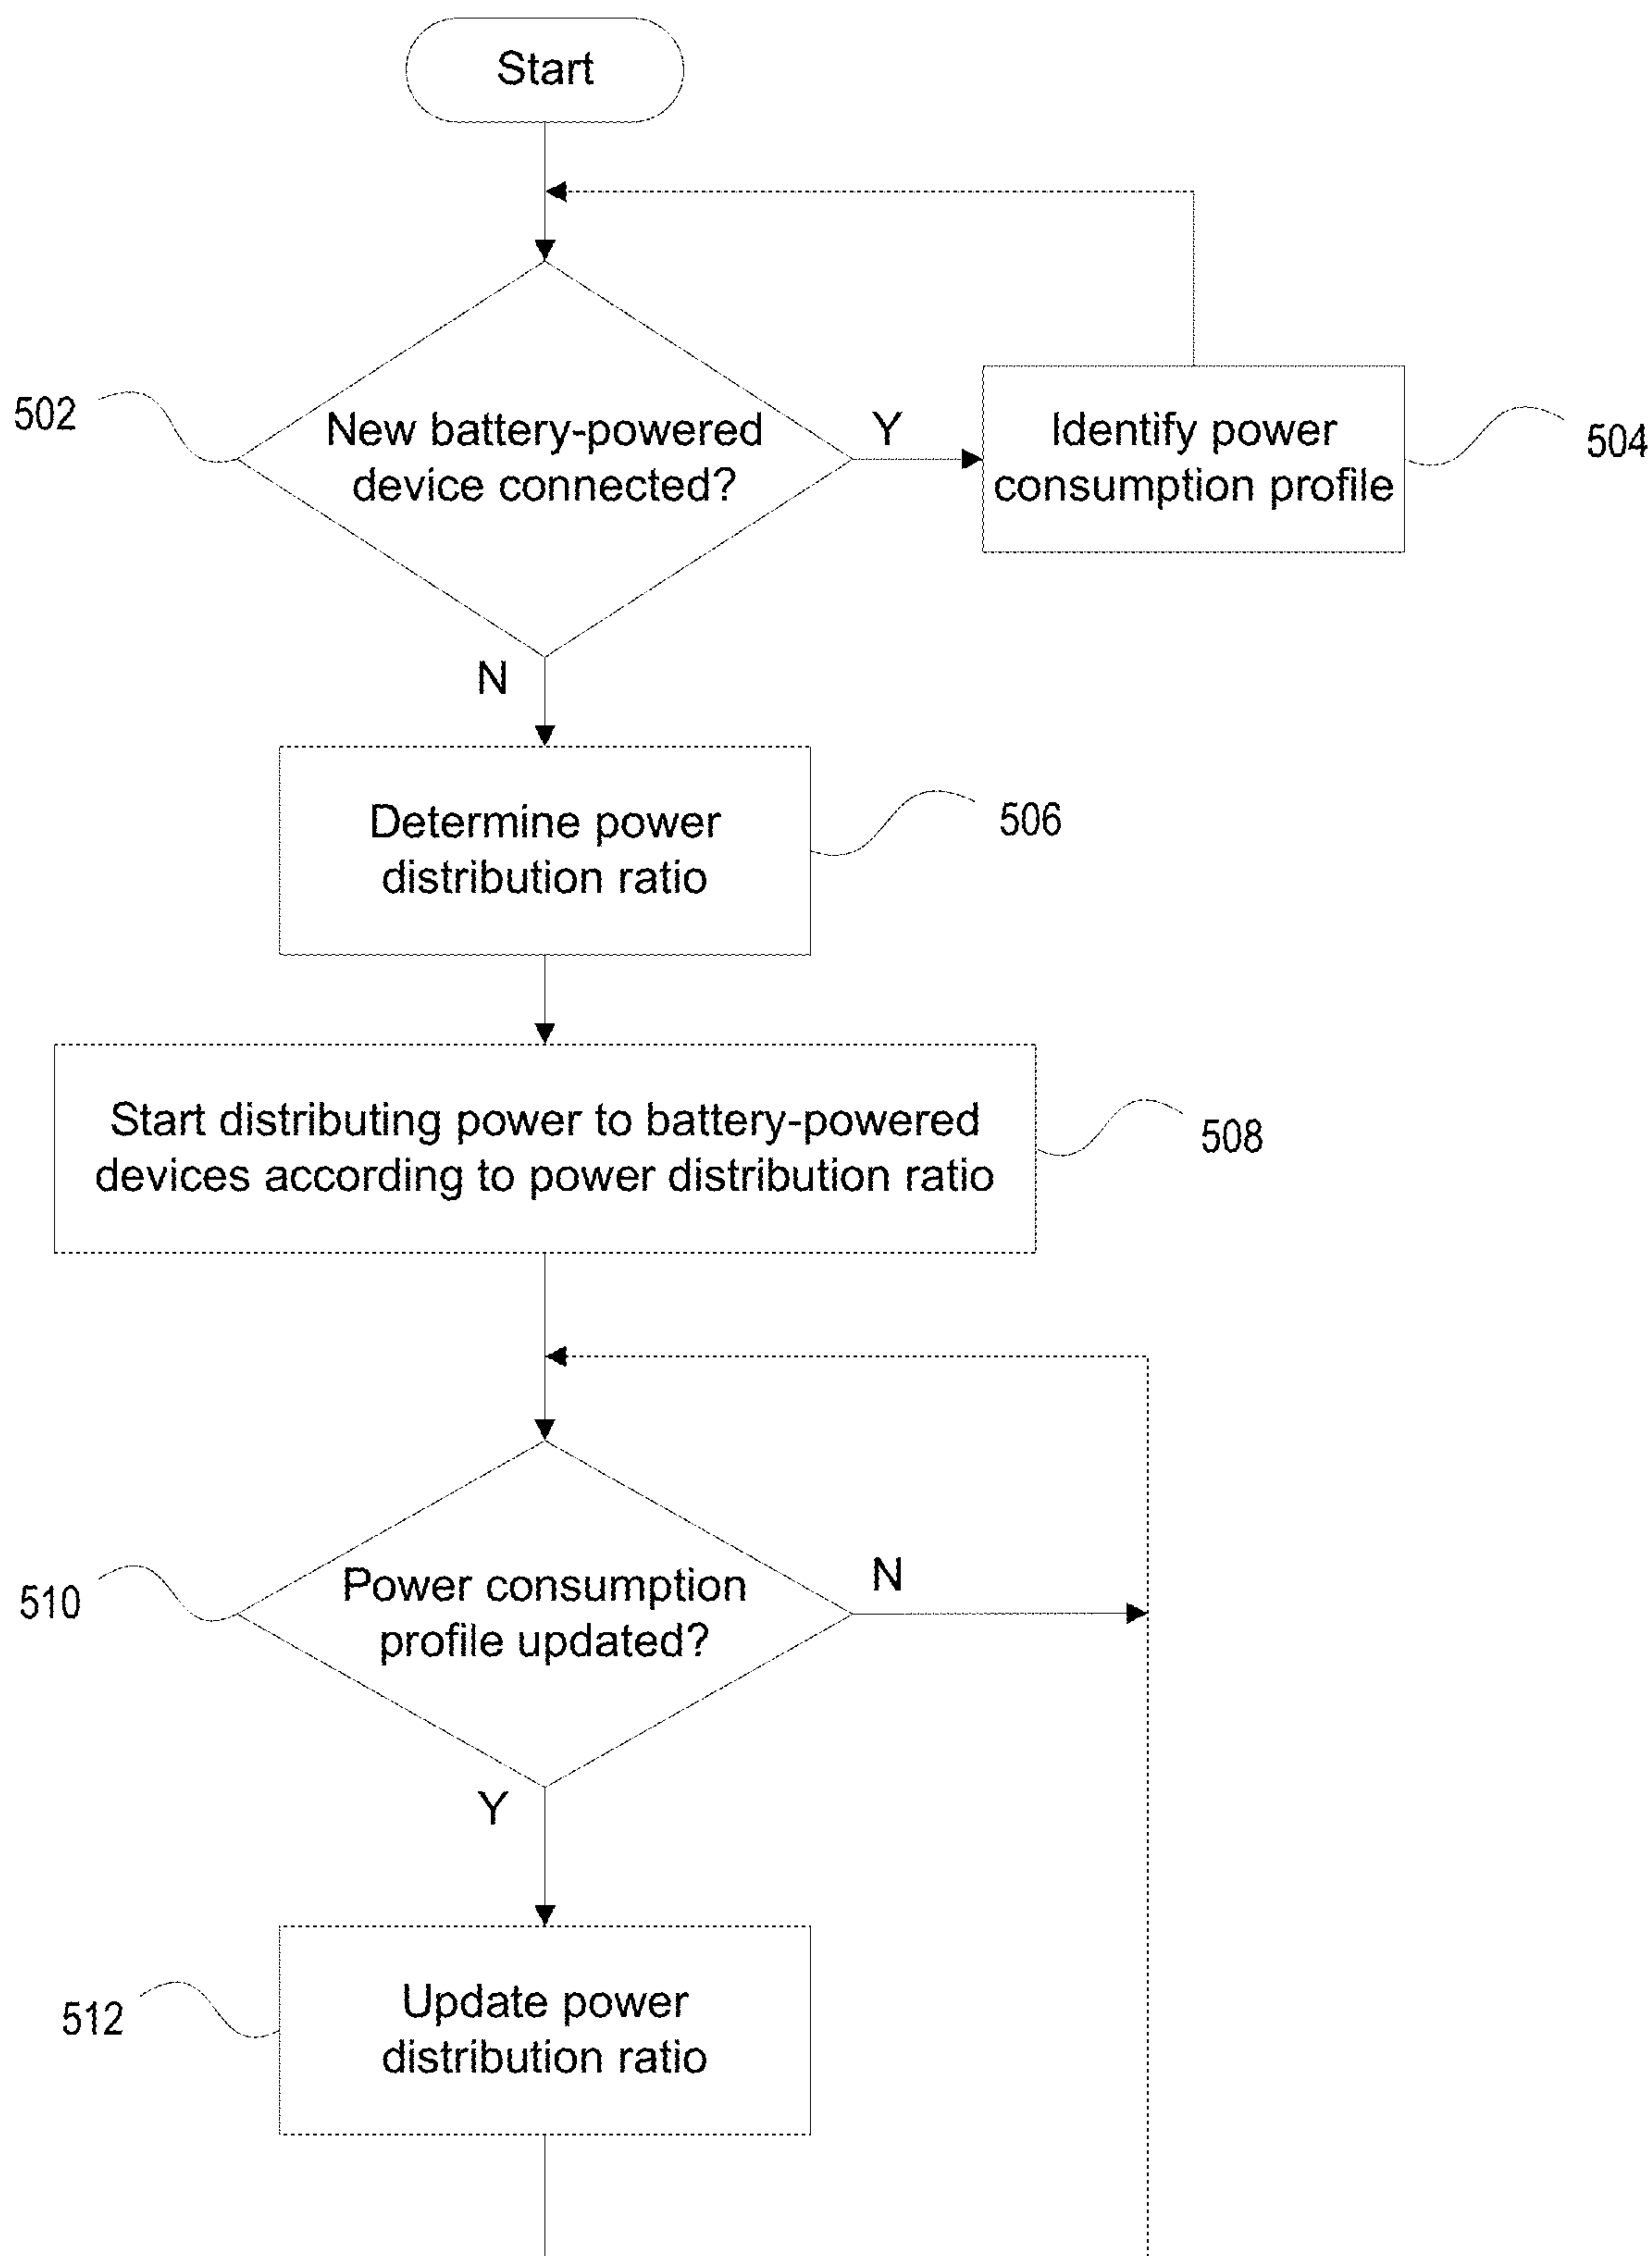 Start
502
New battery-powered
device connected?
Y
Identify power
consumption profile
504
N
Determine power
distribution ratio
506
Start distributing power to battery-powered
devices according to power distribution ratio
508
510
Power consumption
profile updated?
N
Y
512
Update power
distribution ratio